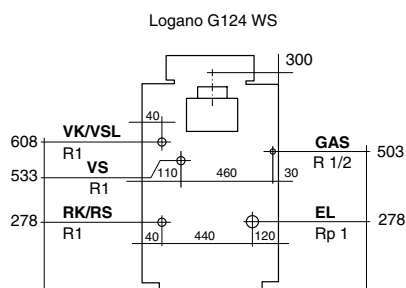 Logano G124 WS
300
40
VK/VSL
608
R1
GAS
503
R 1/2
VS
533
R1
110
460
30
RK/RS
278
R1
EL
278
Rp 1
40
440
120